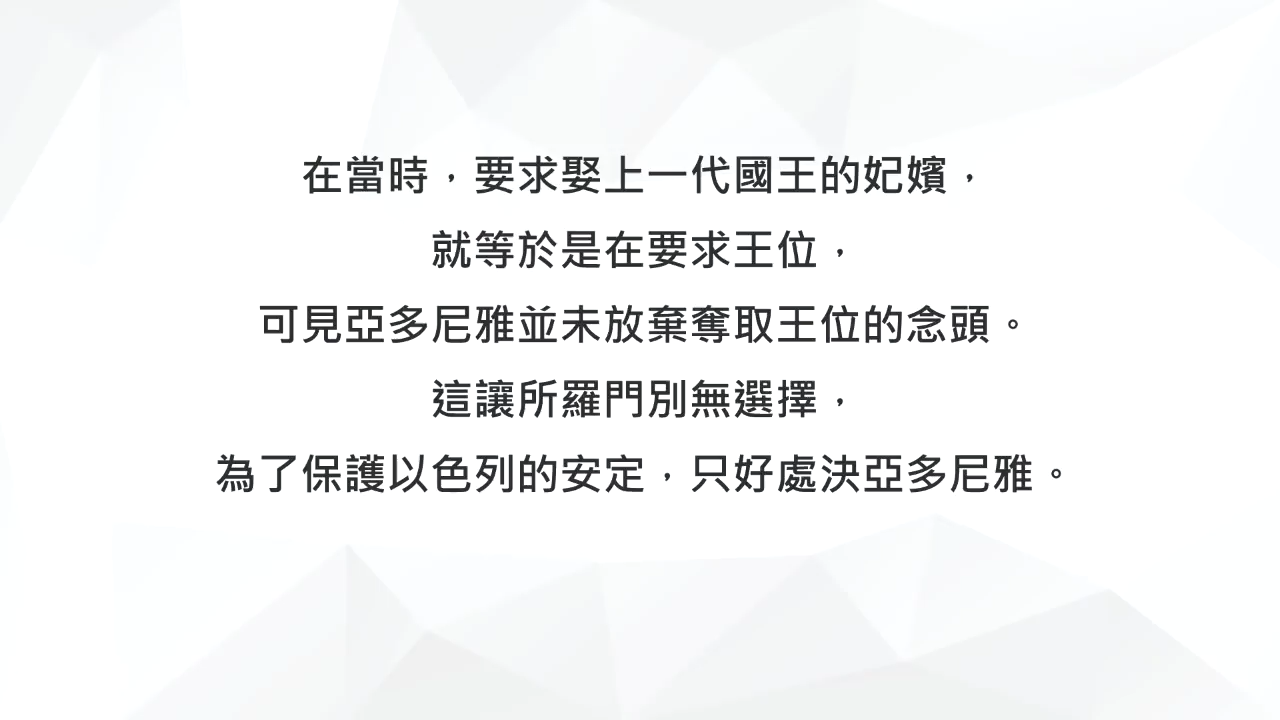 在當時，要求娶上一代國王的妃嬪，
就等於是在要求王位，
可見亞多尼雅並未放棄奪取王位的念頭。
這讓所羅門別無選擇，
為了保護以色列的安定，只好處決亞多尼雅。